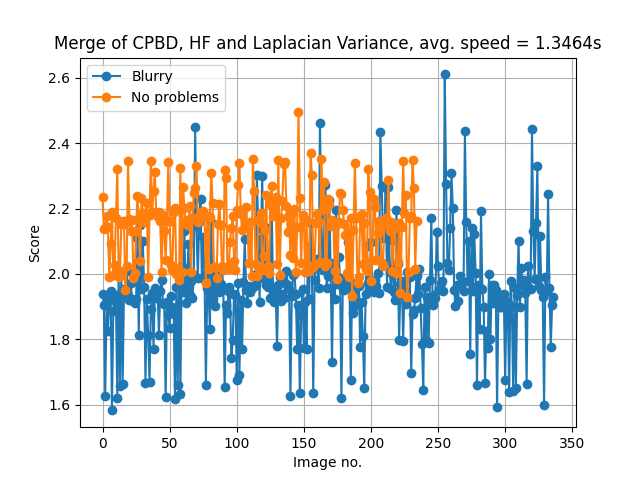 Merge of CPBD, HF and Laplacian Variance, avg. speed = 1.3464s
Blurry
No problems
2.6
2.4
2.2
2.0
1.8
1.6
Score
0 50 100 150 200 250 300 350
Image no.